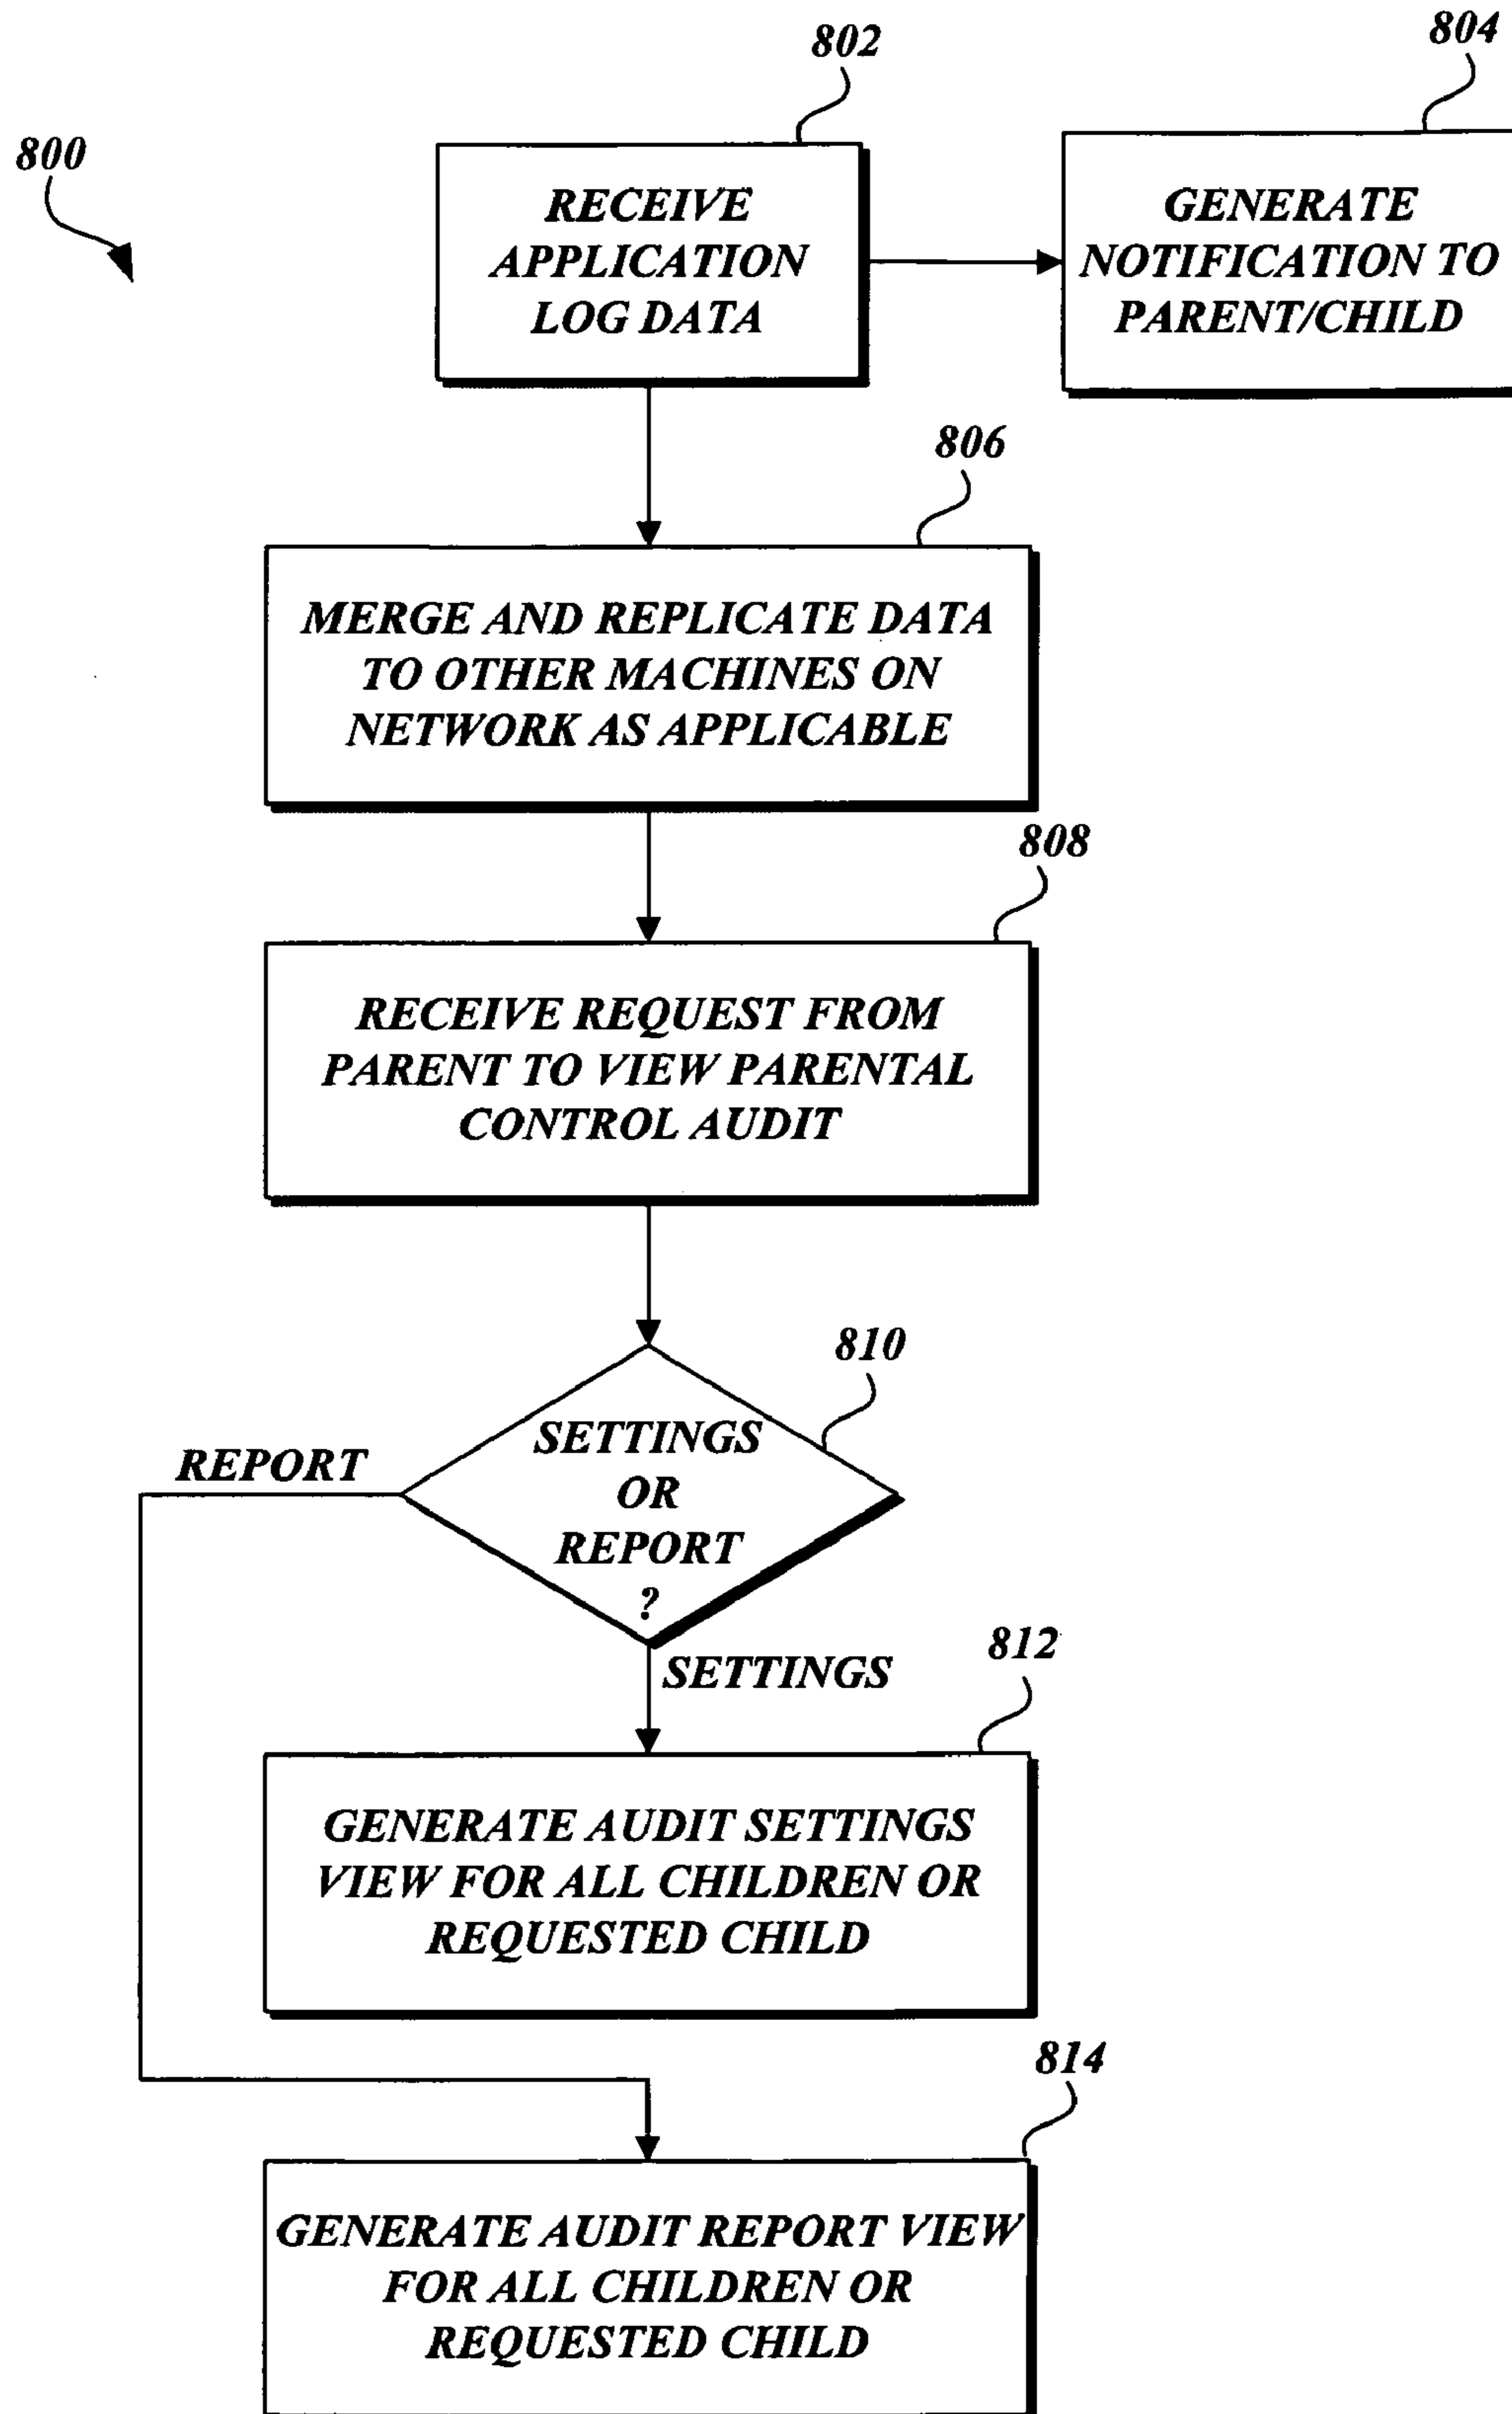 802
804
800
RECEIVE
APPLICATION
LOG DATA
GENERATE
NOTIFICATION TO
PARENT/CHILD
806
MERGE AND REPLICATE DATA
TO OTHER MACHINES ON
NETWORK AS APPLICABLE
808
RECEIVE REQUEST FROM
PARENT TO VIEW PARENTAL
CONTROL AUDIT
810
SETTINGS
OR
REPORT
?
REPORT
SETTINGS
812
GENERATE AUDIT SETTINGS
VIEW FOR ALL CHILDREN OR
REQUESTED CHILD
814
GENERATE AUDIT REPORT VIEW
FOR ALL CHILDREN OR
REQUESTED CHILD